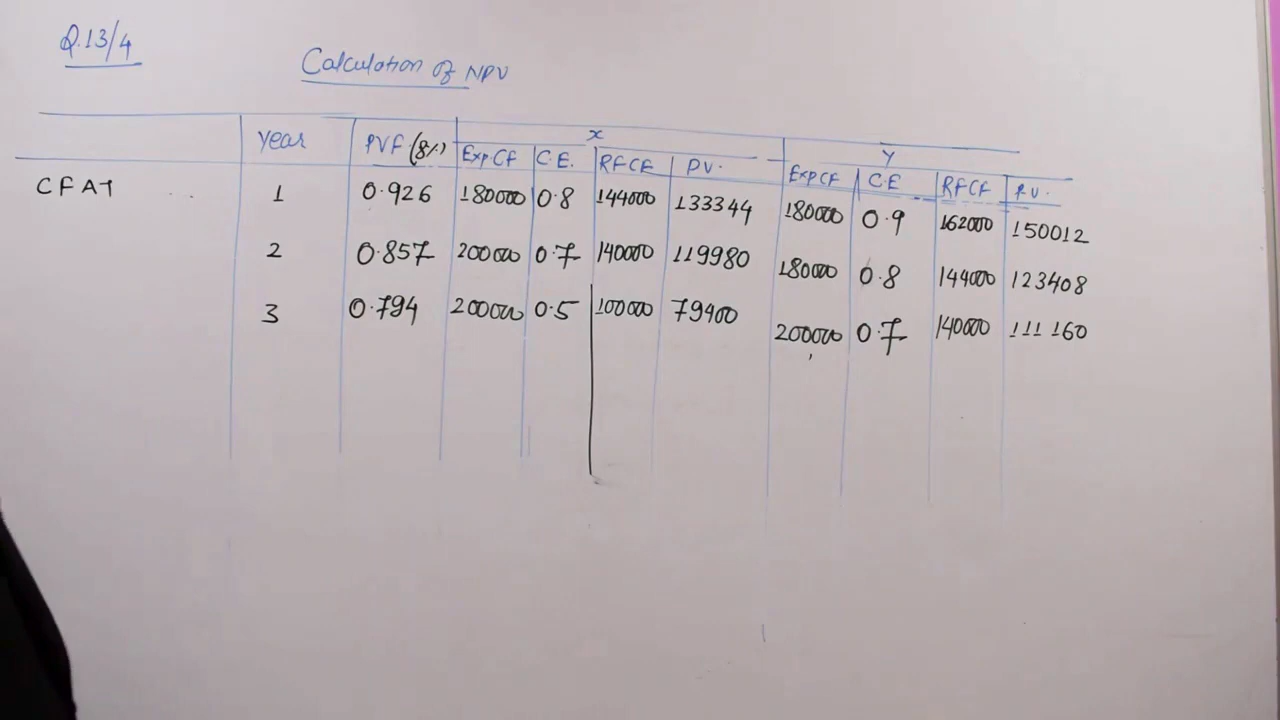 Q.13/4
Calculation of NPV
x
Year PVF (8%) Exp CF C.E. RFCF PV. Y
Exp CF C.E RFCF P.V.
CFAT 1 0.926 180000 0.8 144000 133344 180000 0.9 162000 150012
2 0.857 200000 0.7 140000 119980 180000 0.8 144000 123408
3 0.794 200000 0.5 100000 79400 200000 0.7 140000 111160